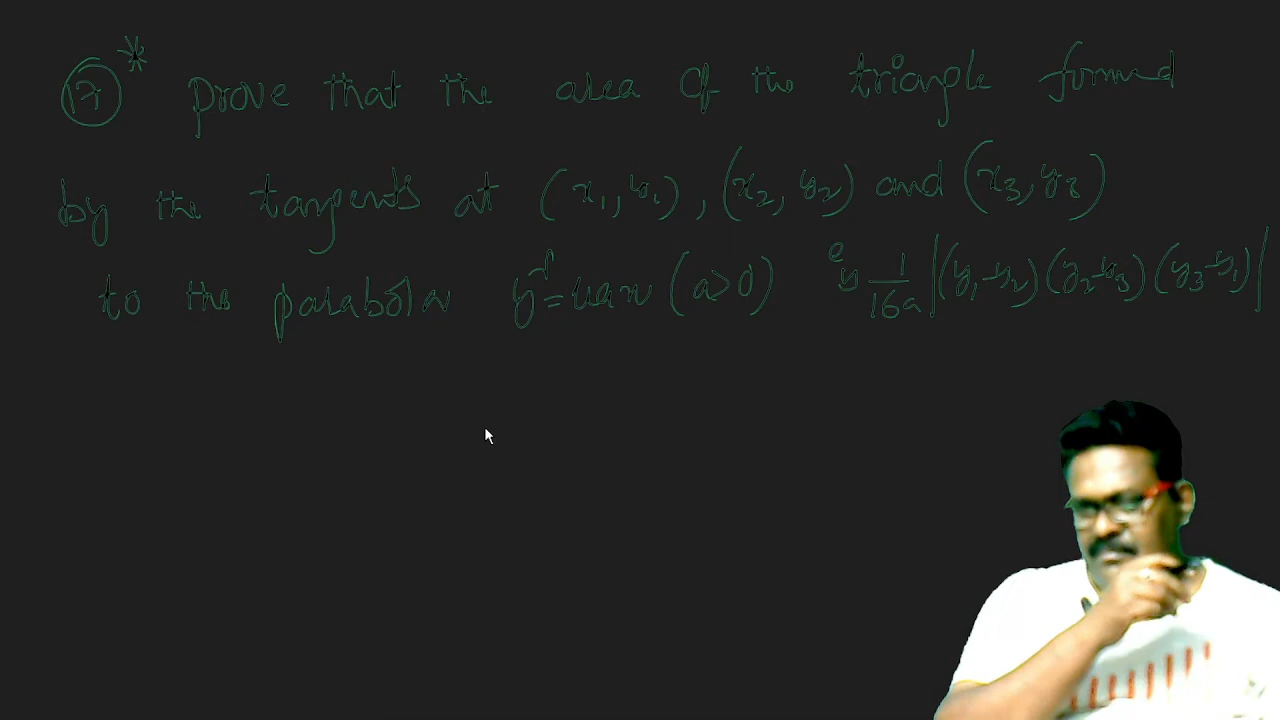 (17)* prove that the area of the triangle formed
by the tangents at (x₁,y₁), (x₂, y₂) and (x₃,y₃)
to the parabola y²=4ax (a>0) is 1/16a |(y₁-y₂)(y₂-y₃)(y₃-y₁)|